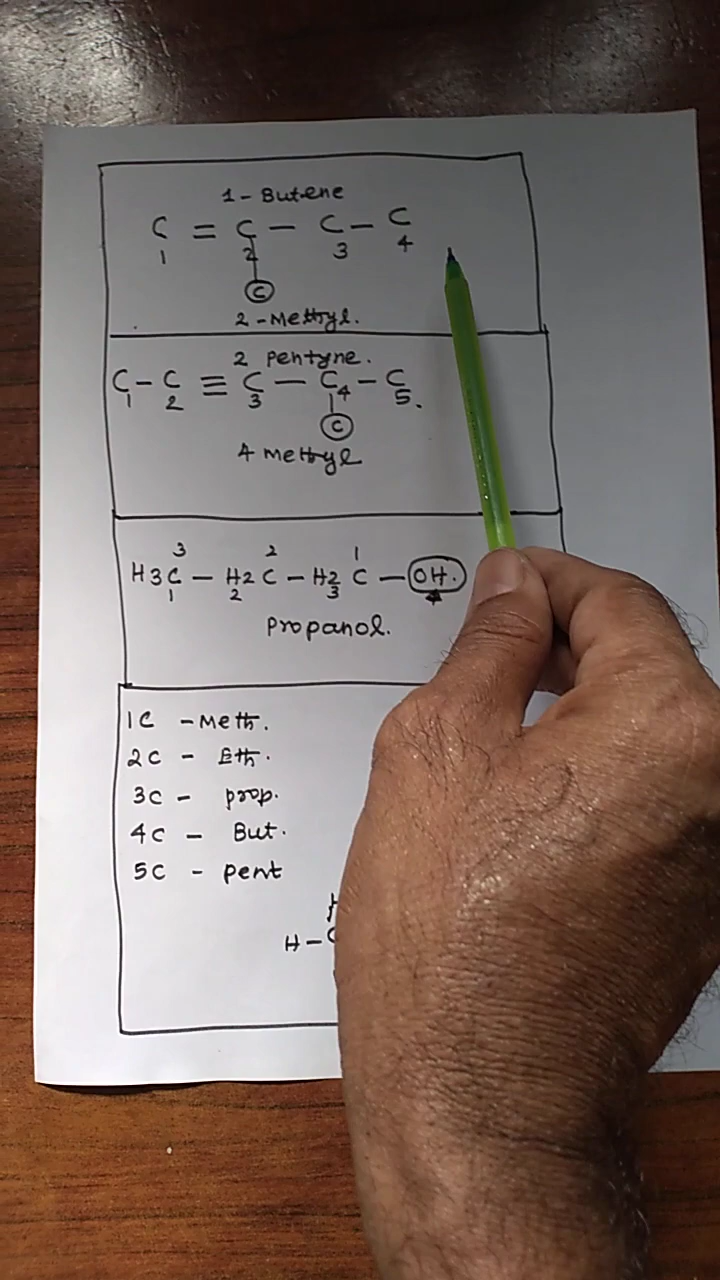 1 - Butene
C = C - C - C
1 2 3 4
C
2 - Methyl.
2 Pentyne.
C - C ≡ C - C - C
1 2 3 4 5.
C
4 Methyl
3 2 1
H3C - H2C - H2C - OH.
1 2 3 4
Propanol.
1C - Meth.
2C - Eth.
3C - prop.
4C - But.
5C - pent
H
H - C